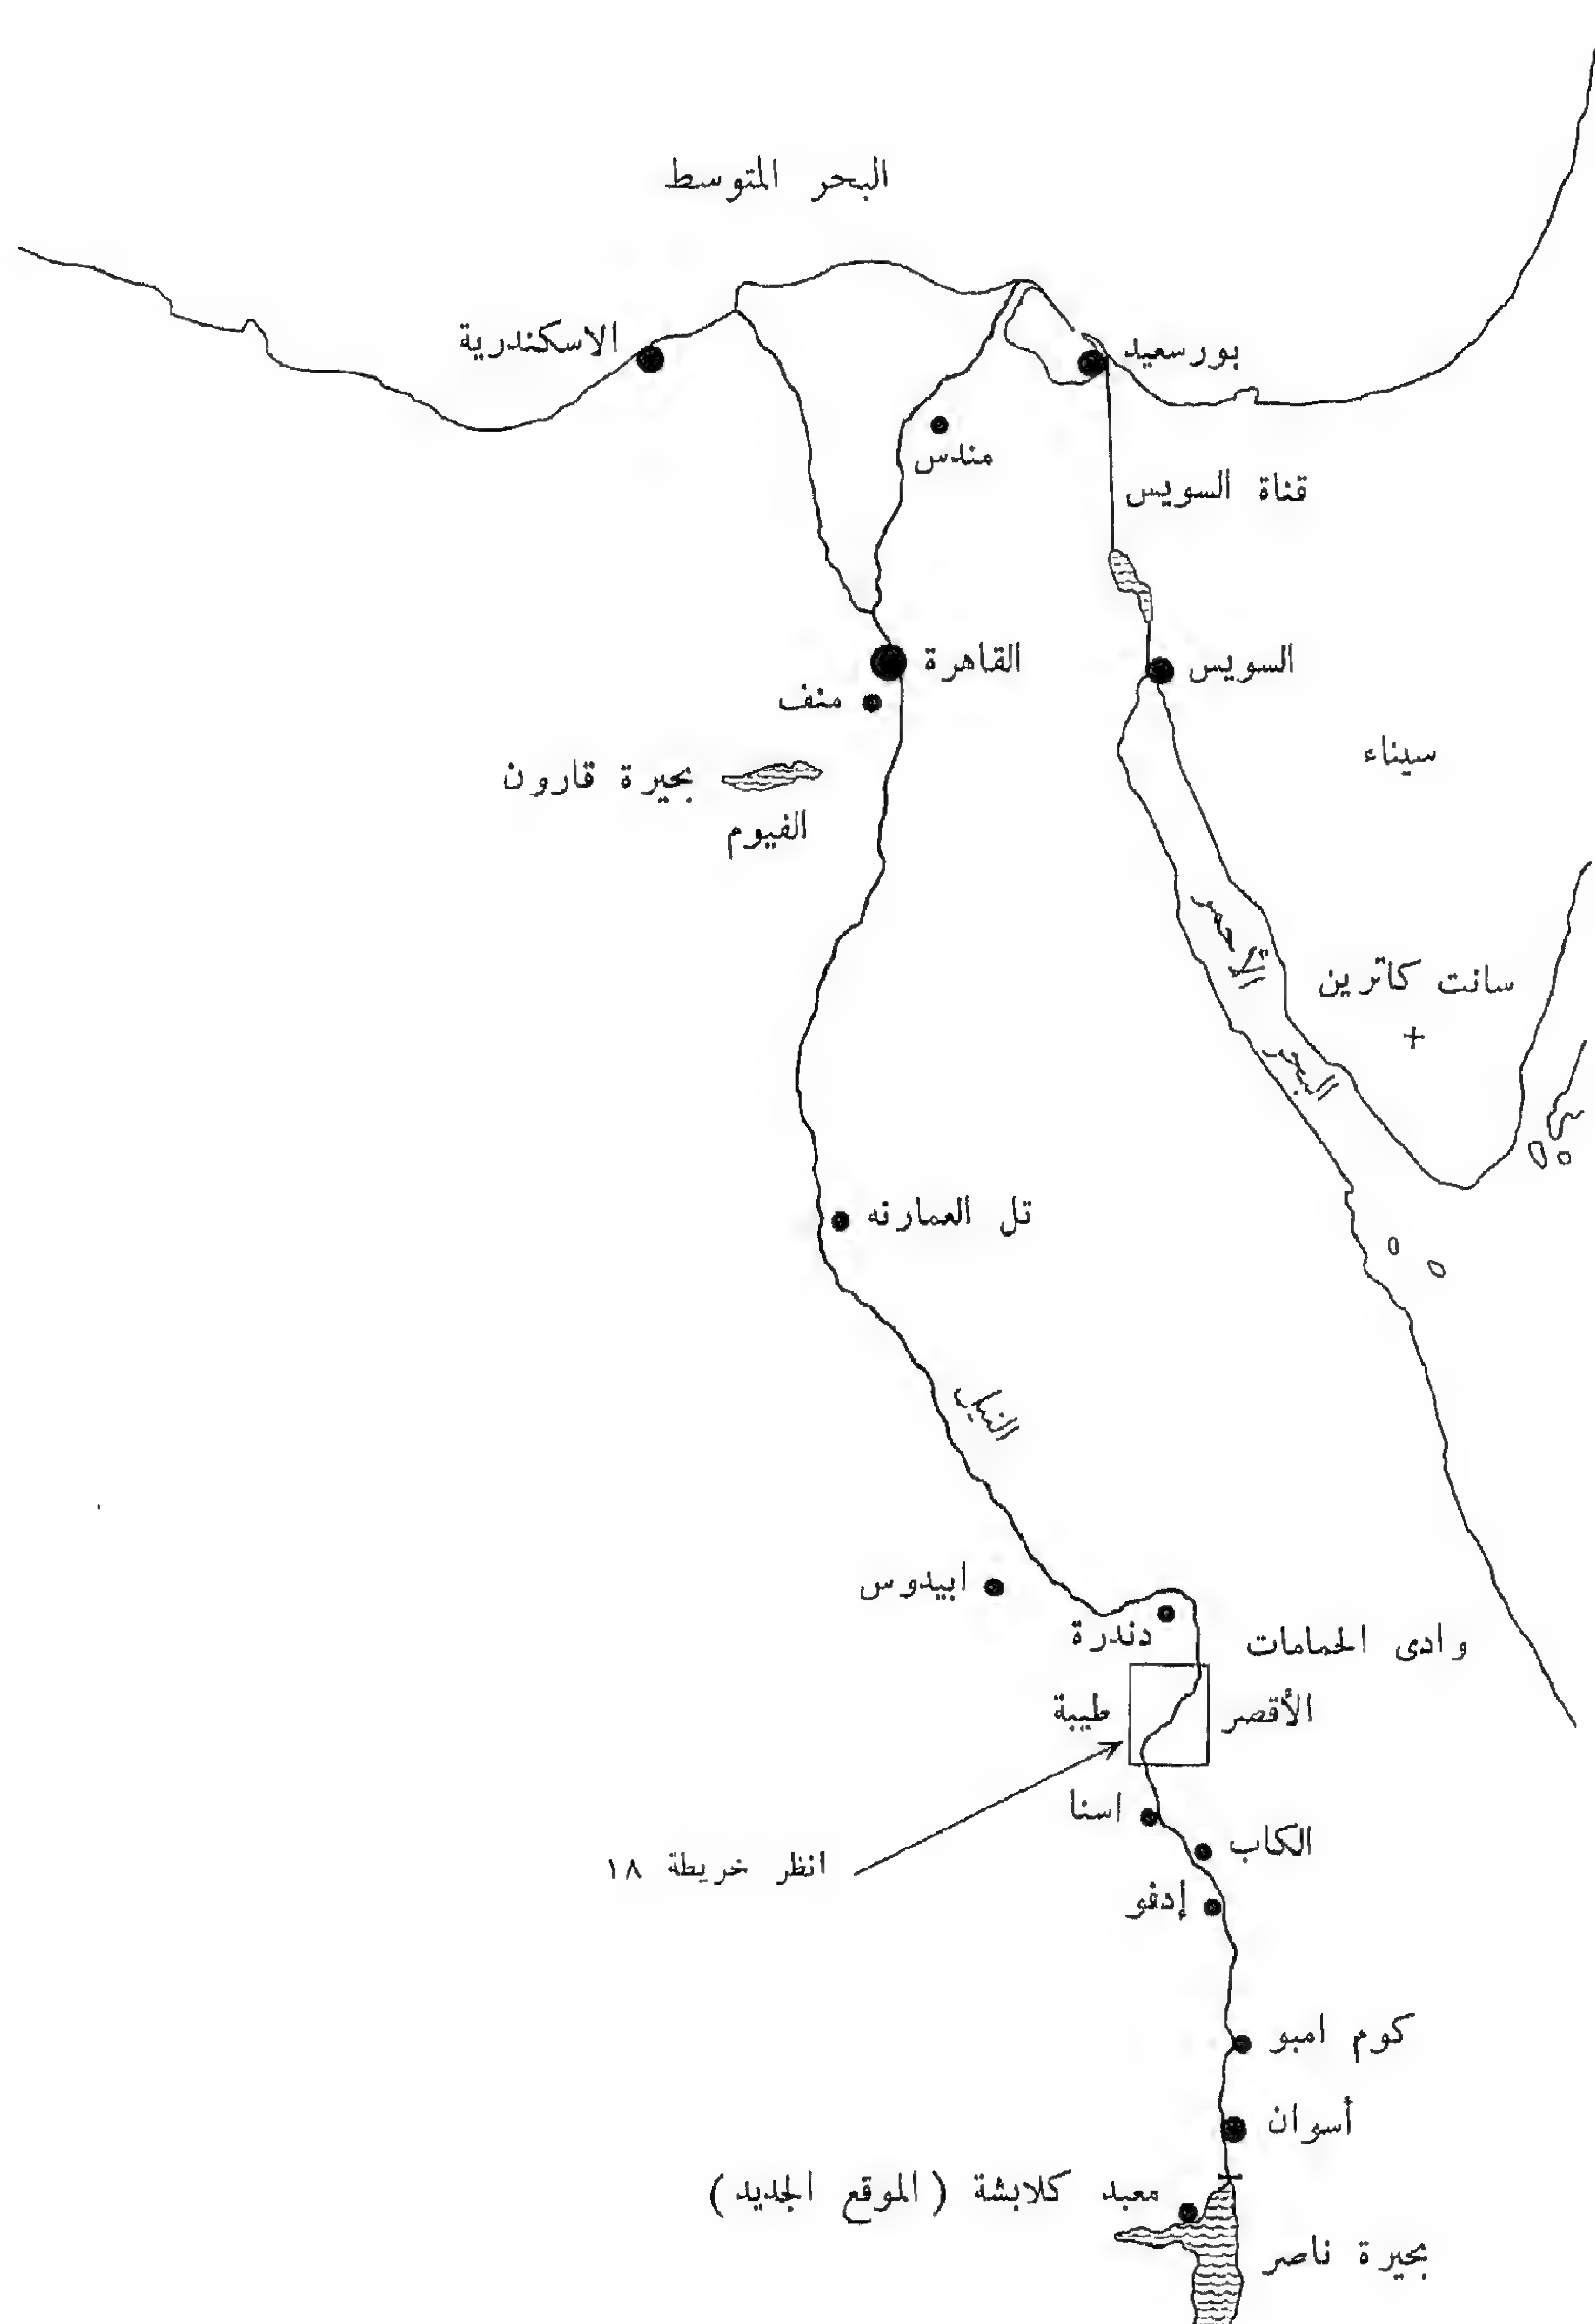 البحر المتوسط
الاسكندرية
بورسعيد
مندس
قناة السويس
القاهرة
السويس
منف
سيناء
بحيرة قارون
الفيوم
البحر الأحمر
سانت كاترين
تل العمارنه
النيل
ابيدوس
دندرة
وادى الحمامات
طيبة
الأقصر
اسنا
الكاب
انظر خريطة ١٨
إدفو
كوم امبو
أسوان
معبد كلابشة (الموقع الجديد)
بحيرة ناصر